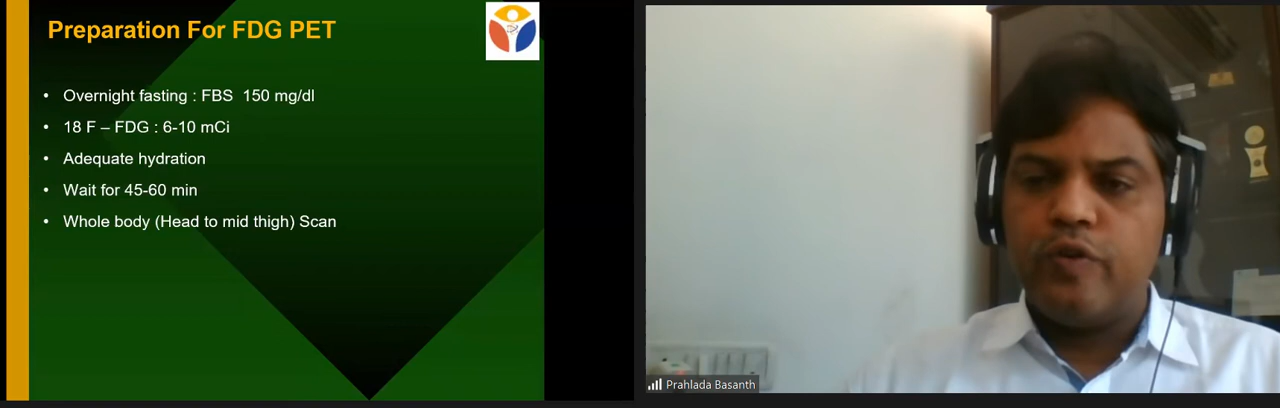 Preparation For FDG PET
• Overnight fasting : FBS  150 mg/dl
• 18 F – FDG : 6-10 mCi
• Adequate hydration
• Wait for 45-60 min
• Whole body (Head to mid thigh) Scan
Prahlada Basanth